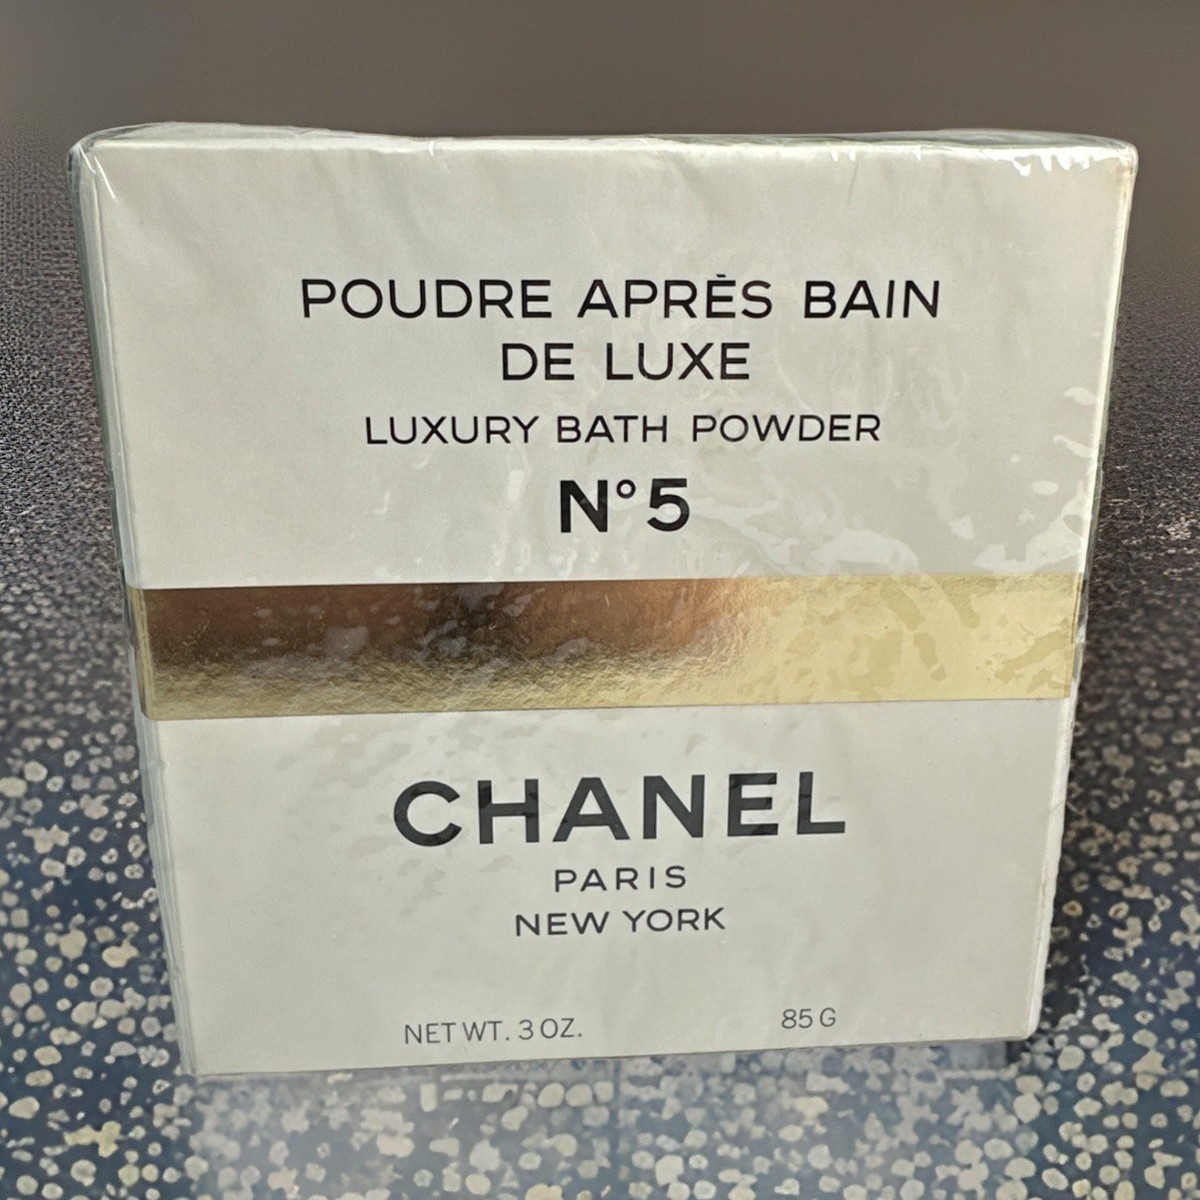 POUDRE APRÈS BAIN
DE LUXE
LUXURY BATH POWDER
N°5
CHANEL
PARIS
NEW YORK
NET WT. 3 OZ. 85 G